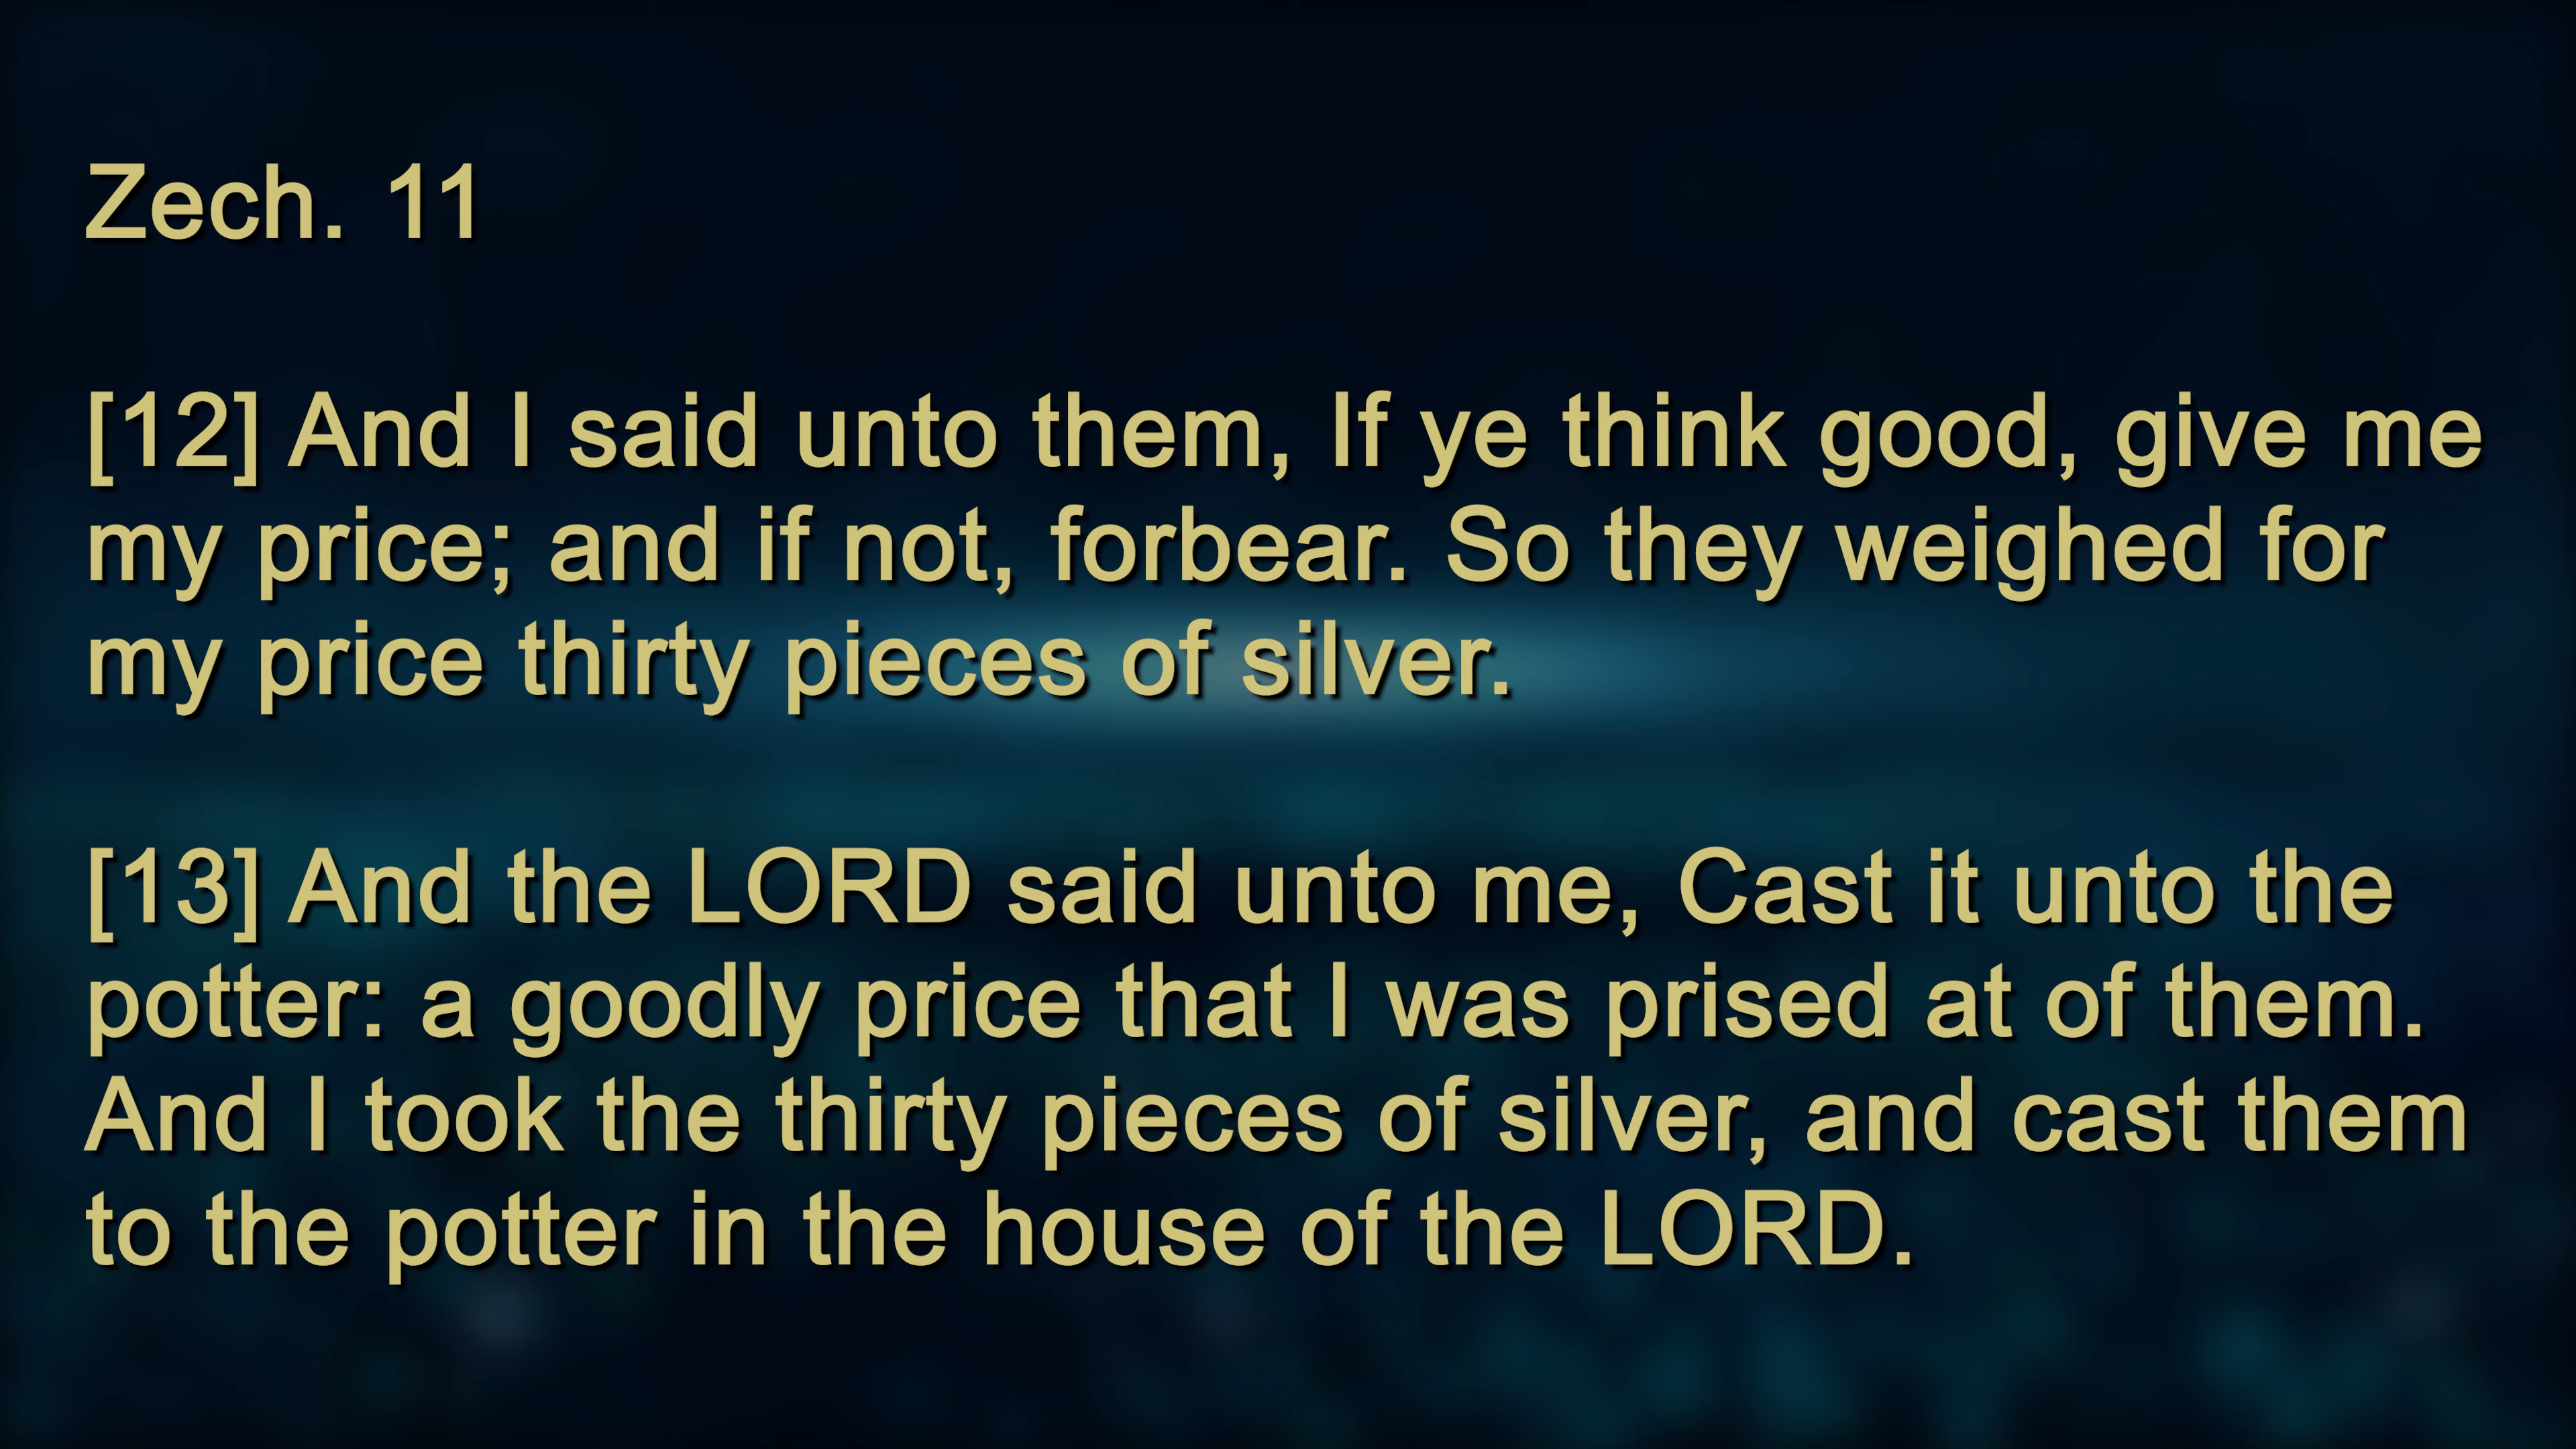 Zech. 11
[12] And I said unto them, If ye think good, give me
my price; and if not, forbear. So they weighed for
my price thirty pieces of silver.
[13] And the LORD said unto me, Cast it unto the
potter: a goodly price that I was prised at of them.
And I took the thirty pieces of silver, and cast them
to the potter in the house of the LORD.